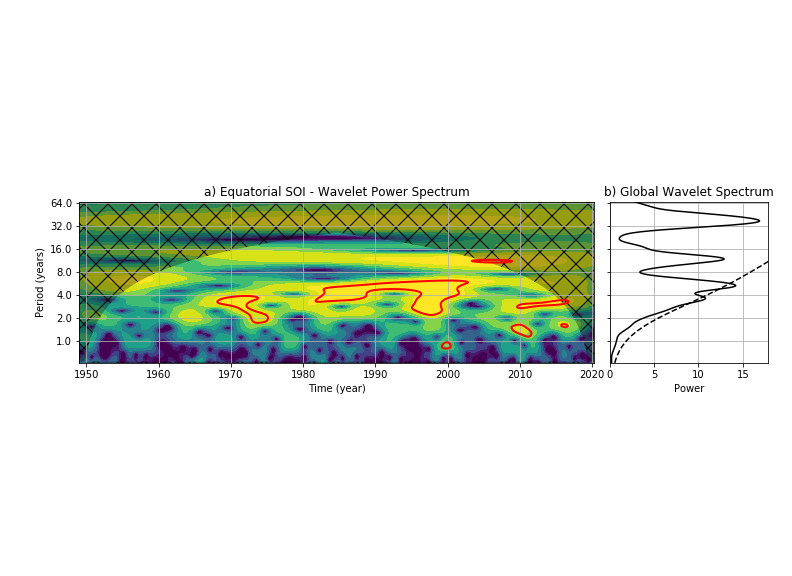 a) Equatorial SOI - Wavelet Power Spectrum
b) Global Wavelet Spectrum
64.0
32.0
16.0
8.0
4.0
2.0
1.0
Period (years)
1950 1960 1970 1980 1990 2000 2010 2020
0 5 10 15
Time (year)
Power